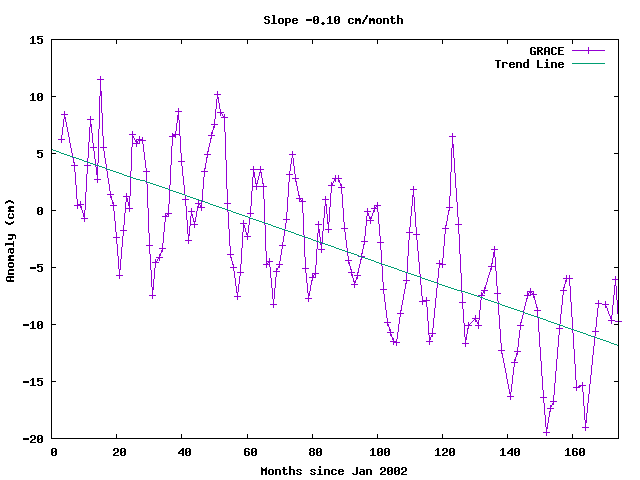 Slope -0.10 cm/month
GRACE
Trend Line
15
10
5
0
-5
-10
-15
-20
Anomaly (cm)
0 20 40 60 80 100 120 140 160
Months since Jan 2002